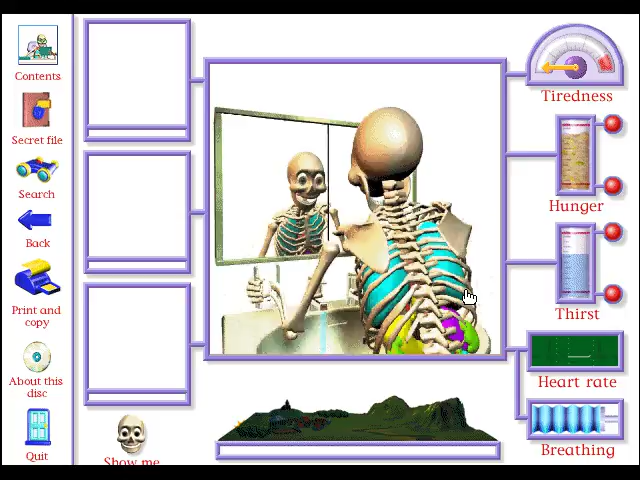 Contents
Secret file
Search
Back
Print and
copy
About this
disc
Quit
Show me
Tiredness
Hunger
Thirst
Heart rate
Breathing